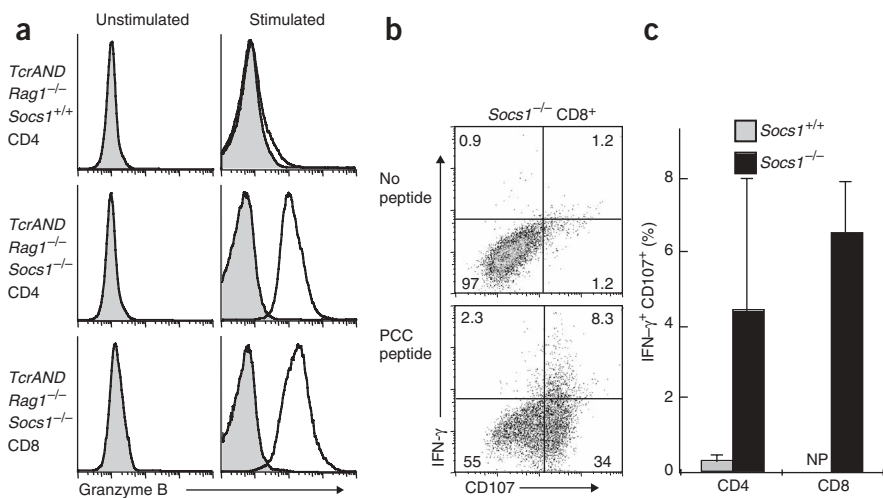 a
Unstimulated Stimulated
TcrAND
Rag1–/–
Socs1+/+
CD4
TcrAND
Rag1–/–
Socs1–/–
CD4
TcrAND
Rag1–/–
Socs1–/–
CD8
Granzyme B
b
Socs1–/– CD8+
No
peptide
0.9 1.2
97 1.2
PCC
peptide
2.3 8.3
55 34
IFN-γ
CD107
c
Socs1+/+
Socs1–/–
IFN–γ+ CD107+ (%)
8
6
4
2
0
NP
CD4 CD8